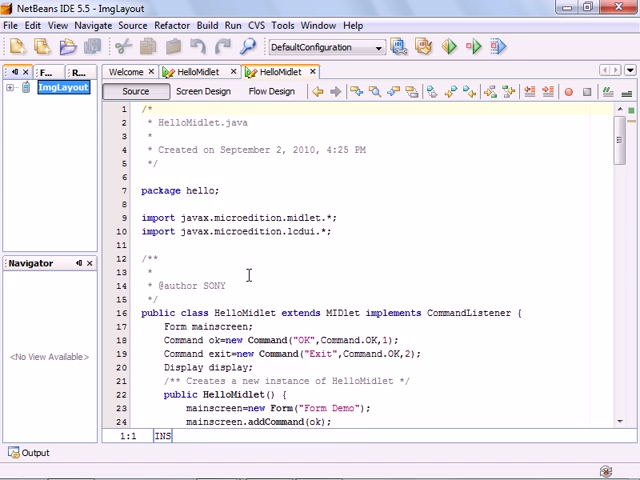 NetBeans IDE 5.5 - ImgLayout
File Edit View Navigate Source Refactor Build Run CVS Tools Window Help
DefaultConfiguration
F... R... Welcome HelloMidlet HelloMidlet
ImgLayout Source Screen Design Flow Design
1 /*
2 * HelloMidlet.java
3 *
4 * Created on September 2, 2010, 4:25 PM
5 */
6
7 package hello;
8
9 import javax.microedition.midlet.*;
10 import javax.microedition.lcdui.*;
11
12 /**
13 *
14 * @author SONY
15 */
16 public class HelloMidlet extends MIDlet implements CommandListener {
17 Form mainscreen;
18 Command ok=new Command("OK",Command.OK,1);
19 Command exit=new Command("Exit",Command.OK,2);
20 Display display;
21 /** Creates a new instance of HelloMidlet */
22 public HelloMidlet() {
23 mainscreen=new Form("Form Demo");
24 mainscreen.addCommand(ok);
Navigator
<No View Available>
1:1 INS
Output